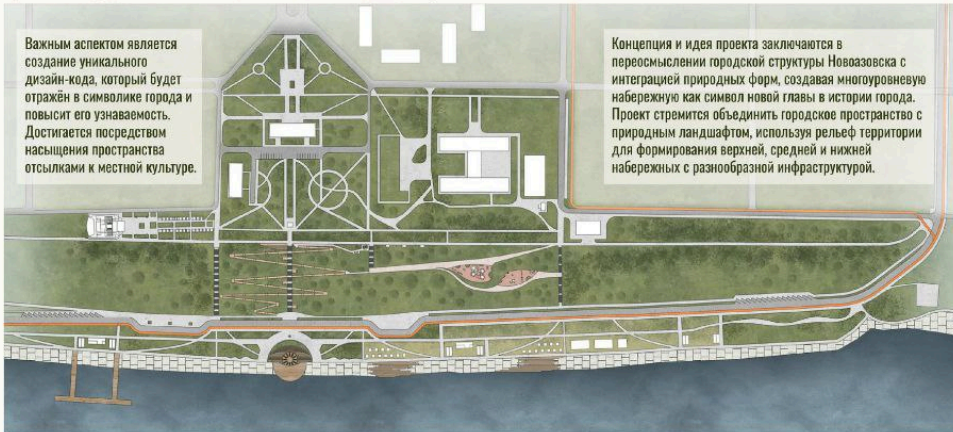 Важным аспектом является
создание уникального
дизайн-кода, который будет
отражён в символике города и
повысит его узнаваемость.
Достигается посредством
насыщения пространства
отсылками к местной культуре.
Концепция и идея проекта заключаются в
переосмыслении городской структуры Новоазовска с
интеграцией природных форм, создавая многоуровневую
набережную как символ новой главы в истории города.
Проект стремится объединить городское пространство с
природным ландшафтом, используя рельеф территории
для формирования верхней, средней и нижней
набережных с разнообразной инфраструктурой.